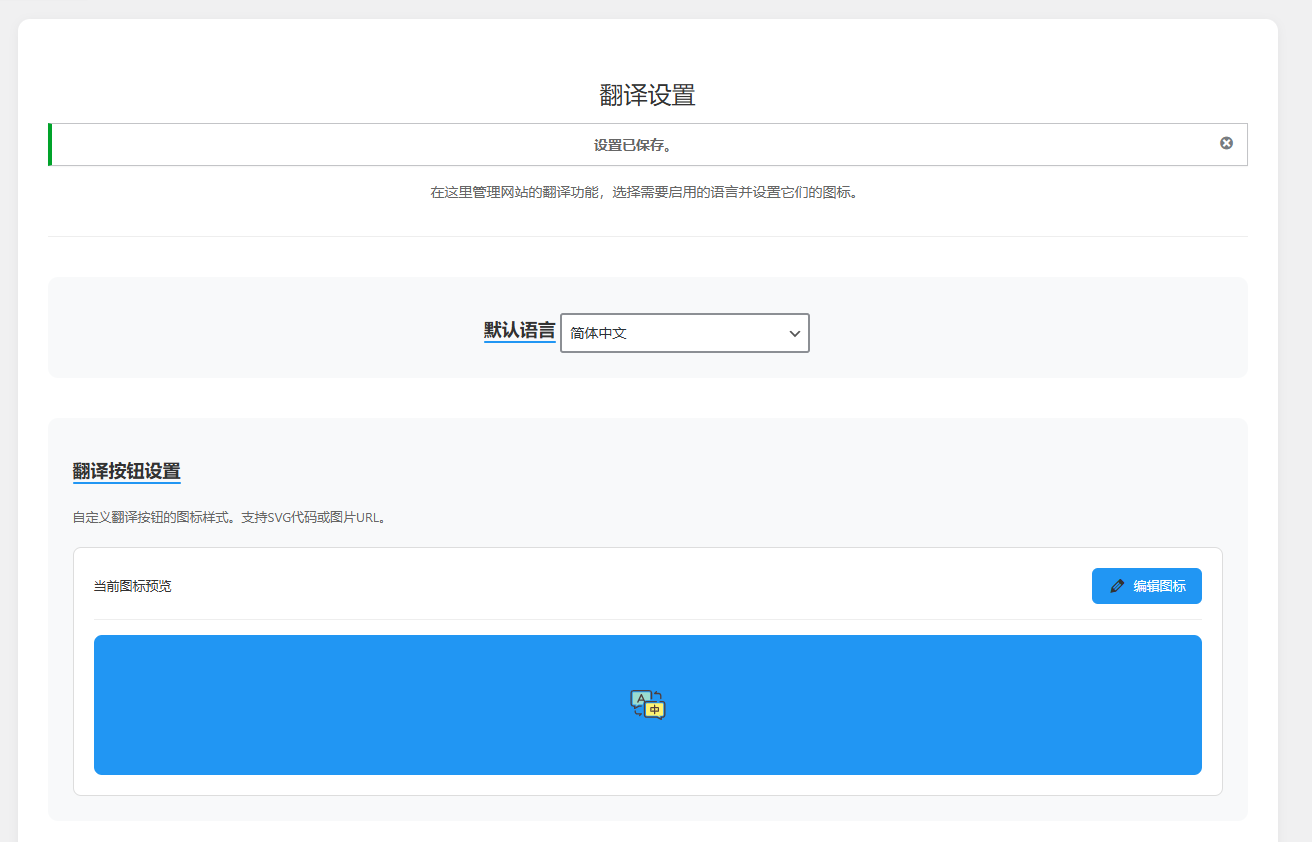 翻译设置
设置已保存。
在这里管理网站的翻译功能，选择需要启用的语言并设置它们的图标。
默认语言 简体中文
翻译按钮设置
自定义翻译按钮的图标样式。支持SVG代码或图片URL。
当前图标预览 编辑图标
A
中